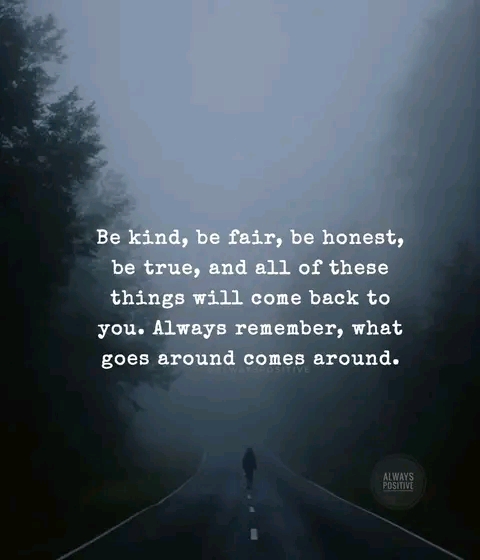 Be kind, be fair, be honest,
be true, and all of these
things will come back to
you. Always remember, what
goes around comes around.
ALWAYS
POSITIVE